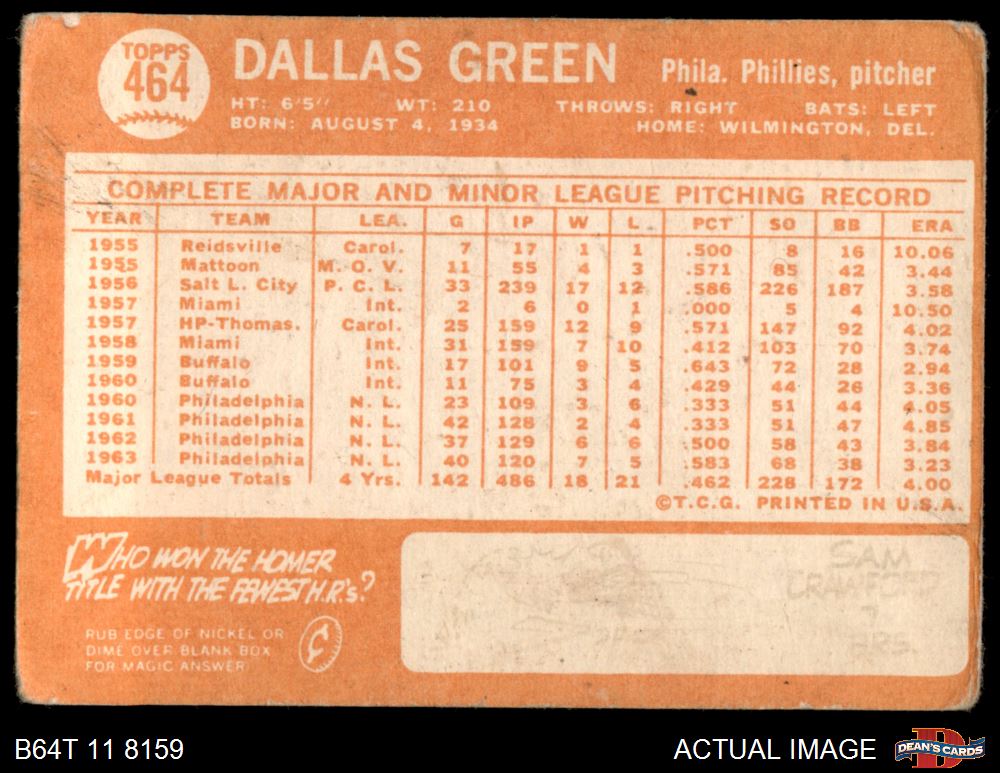 TOPPS
464
DALLAS GREEN Phila. Phillies, pitcher
HT: 6'5" WT: 210 THROWS: RIGHT BATS: LEFT
BORN: AUGUST 4, 1934 HOME: WILMINGTON, DEL.
COMPLETE MAJOR AND MINOR LEAGUE PITCHING RECORD
YEAR TEAM LEA. G IP W L PCT SO BB ERA
1955 Reidsville Carol. 7 17 1 1 .500 8 16 10.06
1955 Mattoon M. O. V. 11 55 4 3 .571 85 42 3.44
1956 Salt L. City P. C. L. 33 239 17 12 .586 226 187 3.58
1957 Miami Int. 2 6 0 1 .000 5 4 10.50
1957 HP-Thomas. Carol. 25 159 12 9 .571 147 92 4.02
1958 Miami Int. 31 159 7 10 .412 103 70 3.74
1959 Buffalo Int. 17 101 9 5 .643 72 28 2.94
1960 Buffalo Int. 11 75 3 4 .429 44 26 3.36
1960 Philadelphia N. L. 23 109 3 6 .333 51 44 4.05
1961 Philadelphia N. L. 42 128 2 4 .333 51 47 4.85
1962 Philadelphia N. L. 37 129 6 6 .500 58 43 3.84
1963 Philadelphia N. L. 40 120 7 5 .583 68 38 3.23
Major League Totals 4 Yrs. 142 486 18 21 .462 228 172 4.00
©T.C.G. PRINTED IN U.S.A.
WHO WON THE HOMER
TITLE WITH THE FEWEST H.R's.?
RUB EDGE OF NICKEL OR
DIME OVER BLANK BOX
FOR MAGIC ANSWER
SAM
CRAWFORD
7
B64T 11 8159 ACTUAL IMAGE
DEAN'S CARDS